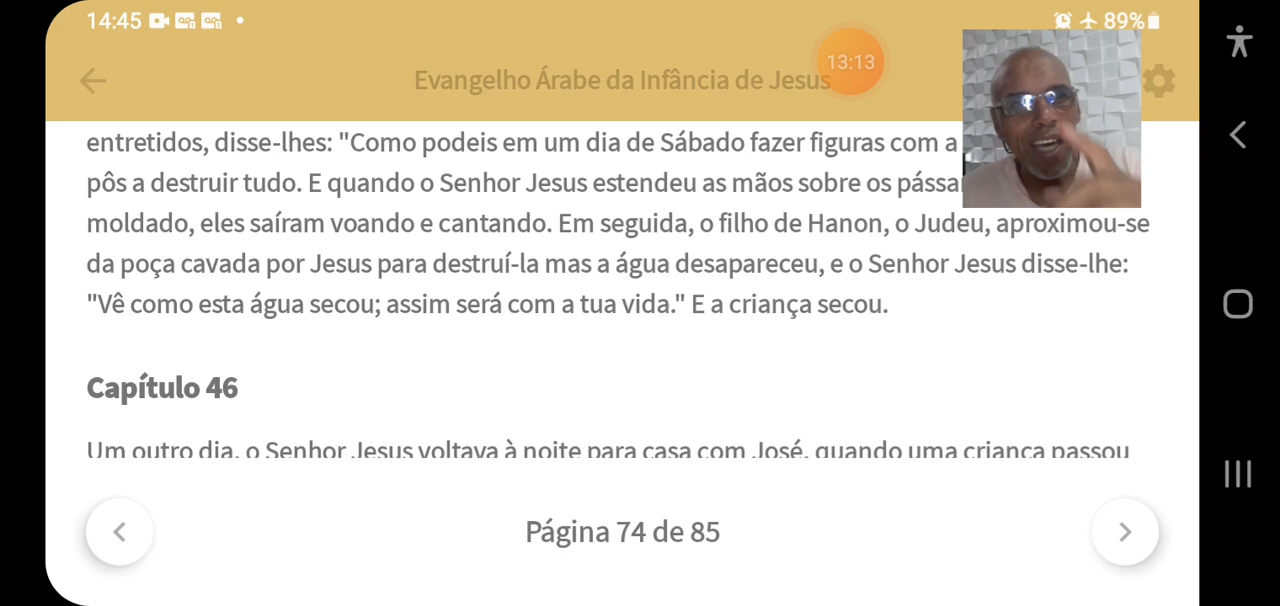 14:45
89%
13:13
Evangelho Árabe da Infância de Jesus
entretidos, disse-lhes: "Como podeis em um dia de Sábado fazer figuras com a
pôs a destruir tudo. E quando o Senhor Jesus estendeu as mãos sobre os
moldado, eles saíram voando e cantando. Em seguida, o filho de Hanon, o Judeu, aproximou-se
da poça cavada por Jesus para destruí-la mas a água desapareceu, e o Senhor Jesus disse-lhe:
"Vê como esta água secou; assim será com a tua vida." E a criança secou.
Capítulo 46
Um outro dia, o Senhor Jesus voltava à noite para casa com José, quando uma criança passou
Página 74 de 85